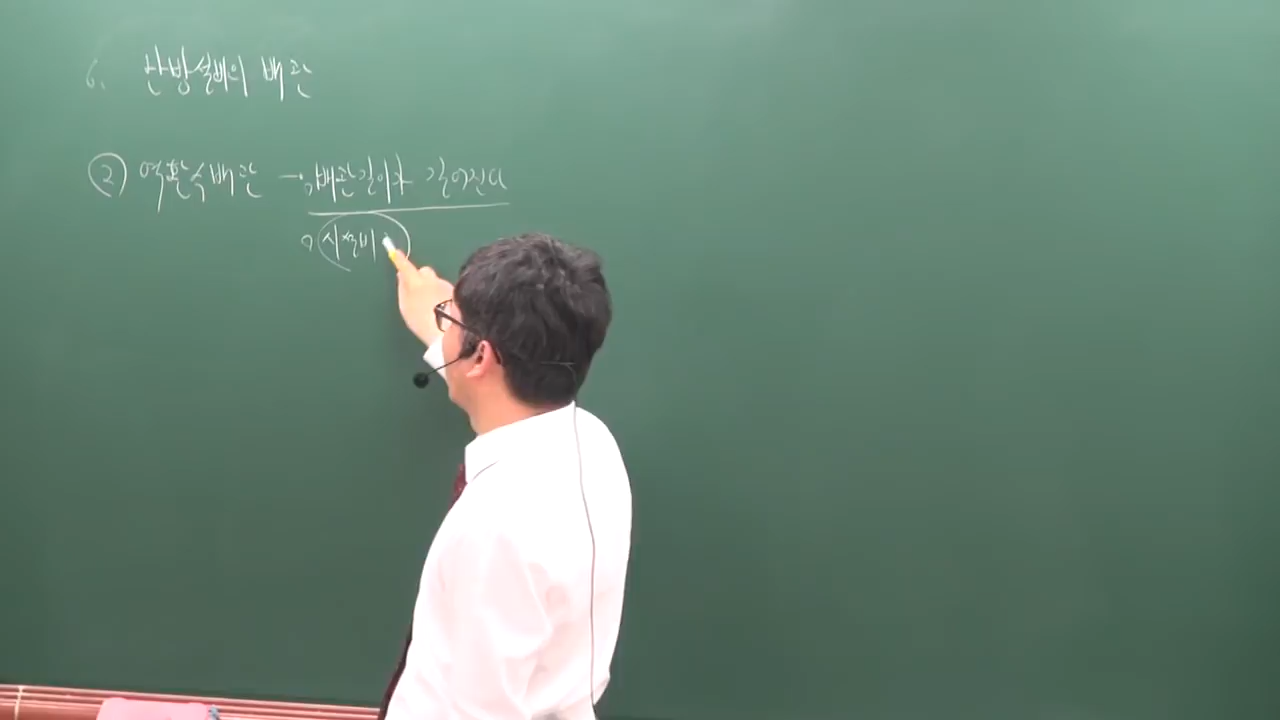 6. 난방설비의 배관
② 역환수배관 → 배관길이가 길어진다
시설비